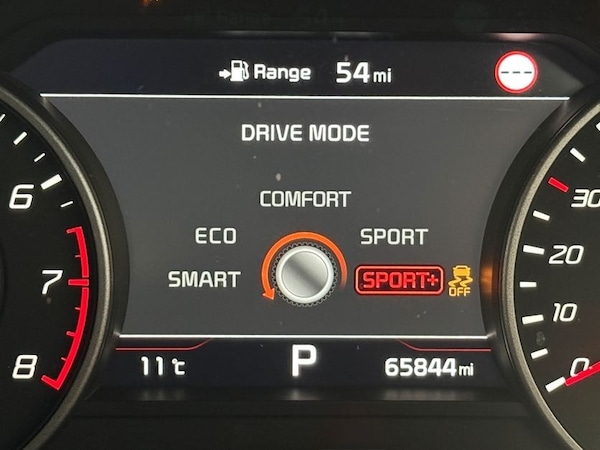 Range 54 mi
---
DRIVE MODE
COMFORT
ECO SPORT
SMART SPORT+ OFF
11℃ P 65844 mi
6
7
8
30
20
10
0